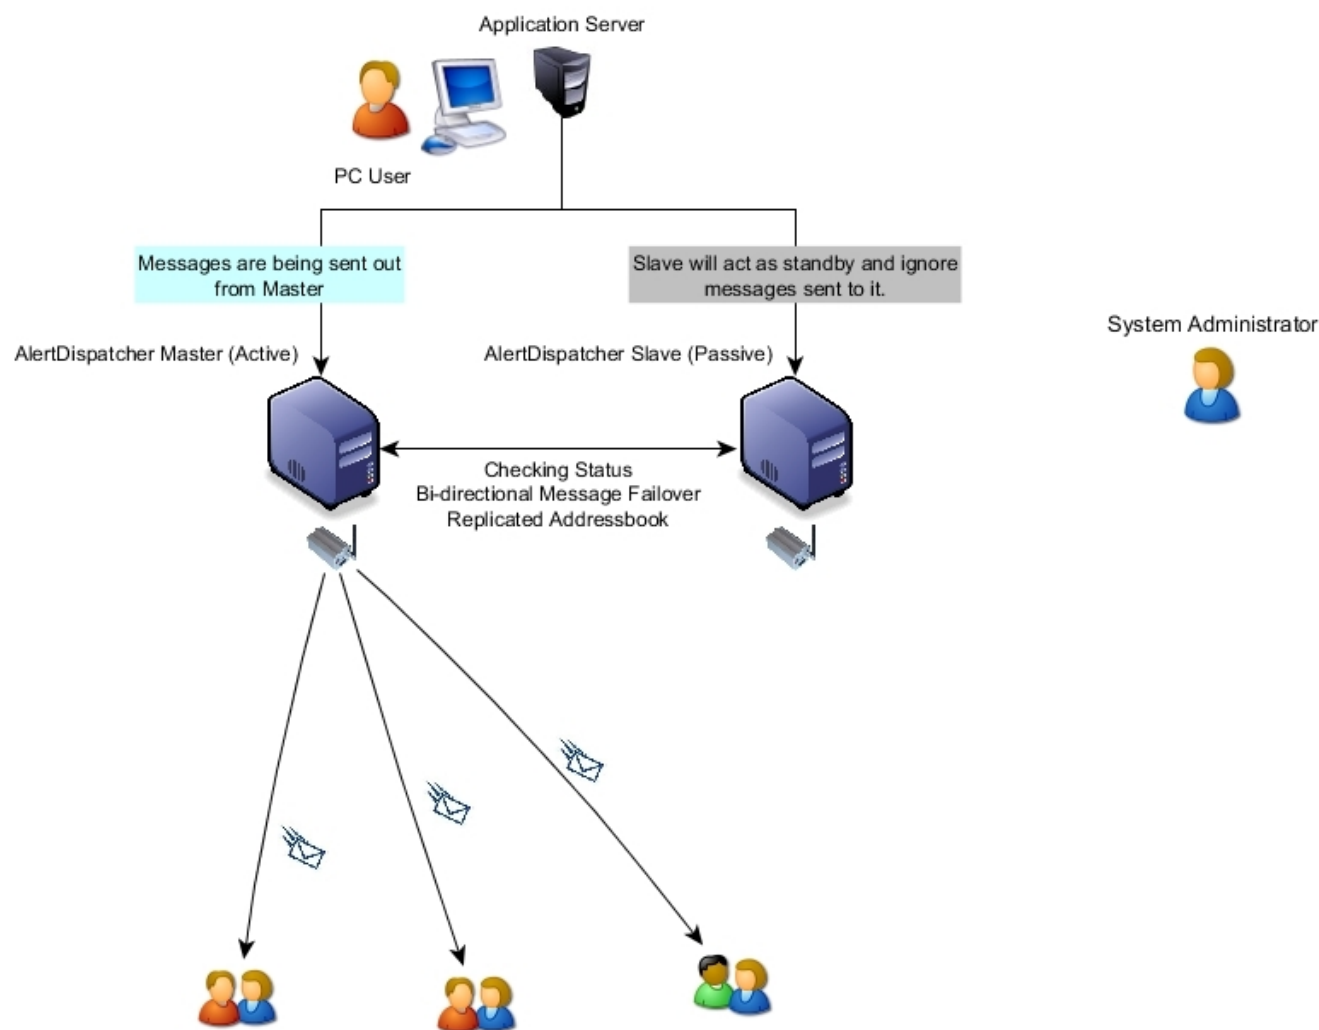 Application Server
PC User
Messages are being sent out
from Master
Slave will act as standby and ignore
messages sent to it.
System Administrator
AlertDispatcher Master (Active)
AlertDispatcher Slave (Passive)
Checking Status
Bi-directional Message Failover
Replicated Addressbook